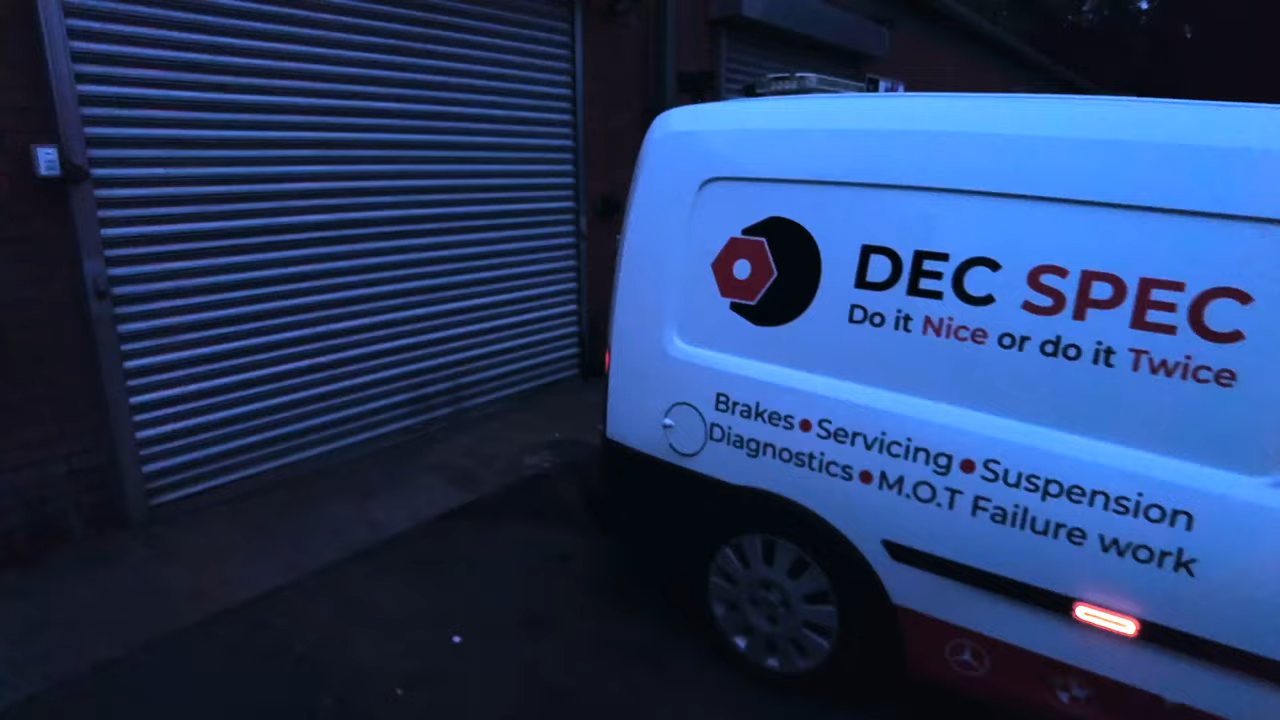 DEC SPEC
Do it Nice or do it Twice
Brakes • Servicing • Suspension
Diagnostics • M.O.T Failure work